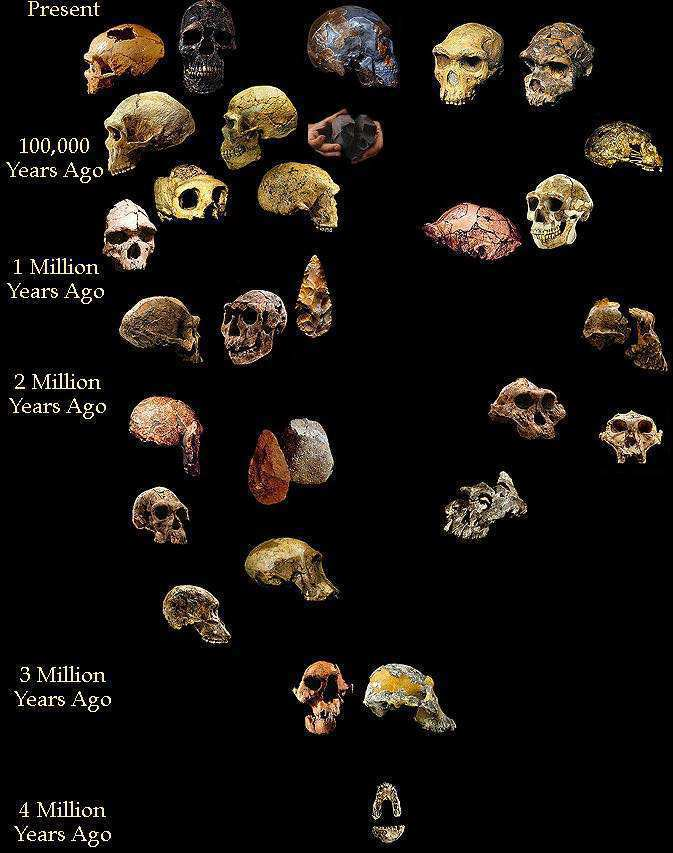 Present
100,000
Years Ago
1 Million
Years Ago
2 Million
Years Ago
3 Million
Years Ago
4 Million
Years Ago